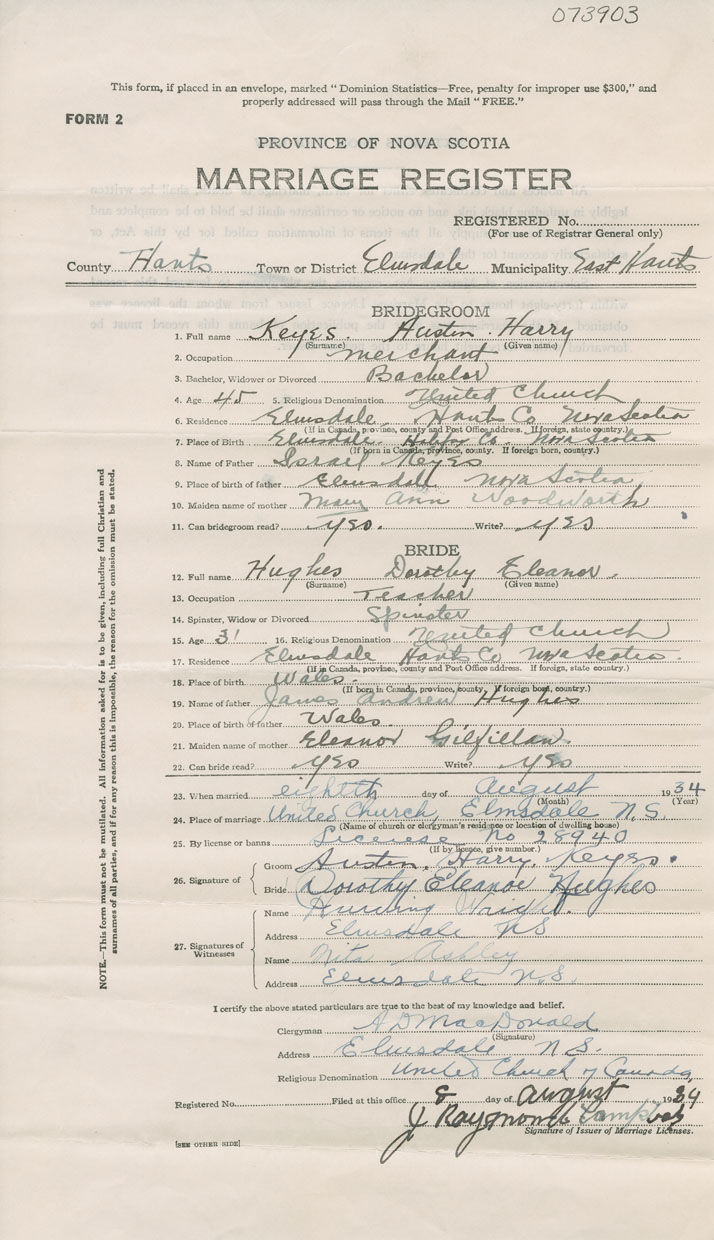 073903
This form, if placed in an envelope, marked "Dominion Statistics—Free, penalty for improper use $300," and
properly addressed will pass through the Mail "FREE."
FORM 2
PROVINCE OF NOVA SCOTIA
MARRIAGE REGISTER
REGISTERED No.
(For use of Registrar General only)
County Hants Town or District Elmsdale Municipality East Hants
BRIDEGROOM
1. Full name Keyes. Austin Harry
(Surname) (Given name)
2. Occupation merchant
3. Bachelor, Widower or Divorced Bachelor
4. Age 45 5. Religious Denomination United Church
6. Residence Elmsdale, Hants Co Nova Scotia
(If in Canada, province, county and Post Office address. If foreign, state country.)
7. Place of Birth Elmsdale. Halifax Co. Nova Scotia
(If born in Canada, province, county. If foreign born, country.)
8. Name of Father Israel Keyes
9. Place of birth of father Elmsdale Nova Scotia
10. Maiden name of mother Mary Ann Woodworth
11. Can bridegroom read? yes. Write? yes
BRIDE
12. Full name Hughes Dorothy Eleanor.
(Surname) (Given name)
13. Occupation Teacher
14. Spinster, Widow or Divorced Spinster
15. Age 31 16. Religious Denomination United Church
17. Residence Elmsdale Hants Co Nova Scotia.
(If in Canada, province, county and Post Office address. If foreign, state country.)
18. Place of birth Wales.
(If born in Canada, province, county, If foreign born, country.)
19. Name of father James Andrew Hughes
20. Place of birth of father Wales.
21. Maiden name of mother Eleanor Gilfillan.
22. Can bride read? yes Write? yes
23. When married eighth day of August 1934
(Month) (Year)
24. Place of marriage United Church, Elmsdale N.S.
(Name of church or clergyman's residence or location of dwelling house)
25. By license or banns License No 28940
(If by licence, give number.)
26. Signature of
Groom Austin. Harry. Keyes.
Bride Dorothy Eleanor Hughes
27. Signatures of Witnesses
Name Wright.
Address Elmsdale NS
Name Nita Ashley
Address Elmsdale N.S.
I certify the above stated particulars are true to the best of my knowledge and belief.
Clergyman A D MacDonald
(Signature)
Address Elmsdale N.S.
Religious Denomination United Church of Canada
Registered No. Filed at this office 8 day of August 1934
J Raymond Campbell
Signature of Issuer of Marriage Licenses.
[SEE OTHER SIDE]
NOTE.—This form must not be mutilated. All information asked for is to be given, including full Christian and
surnames of all parties, and if for any reason this is impossible, the reason for the omission must be stated.